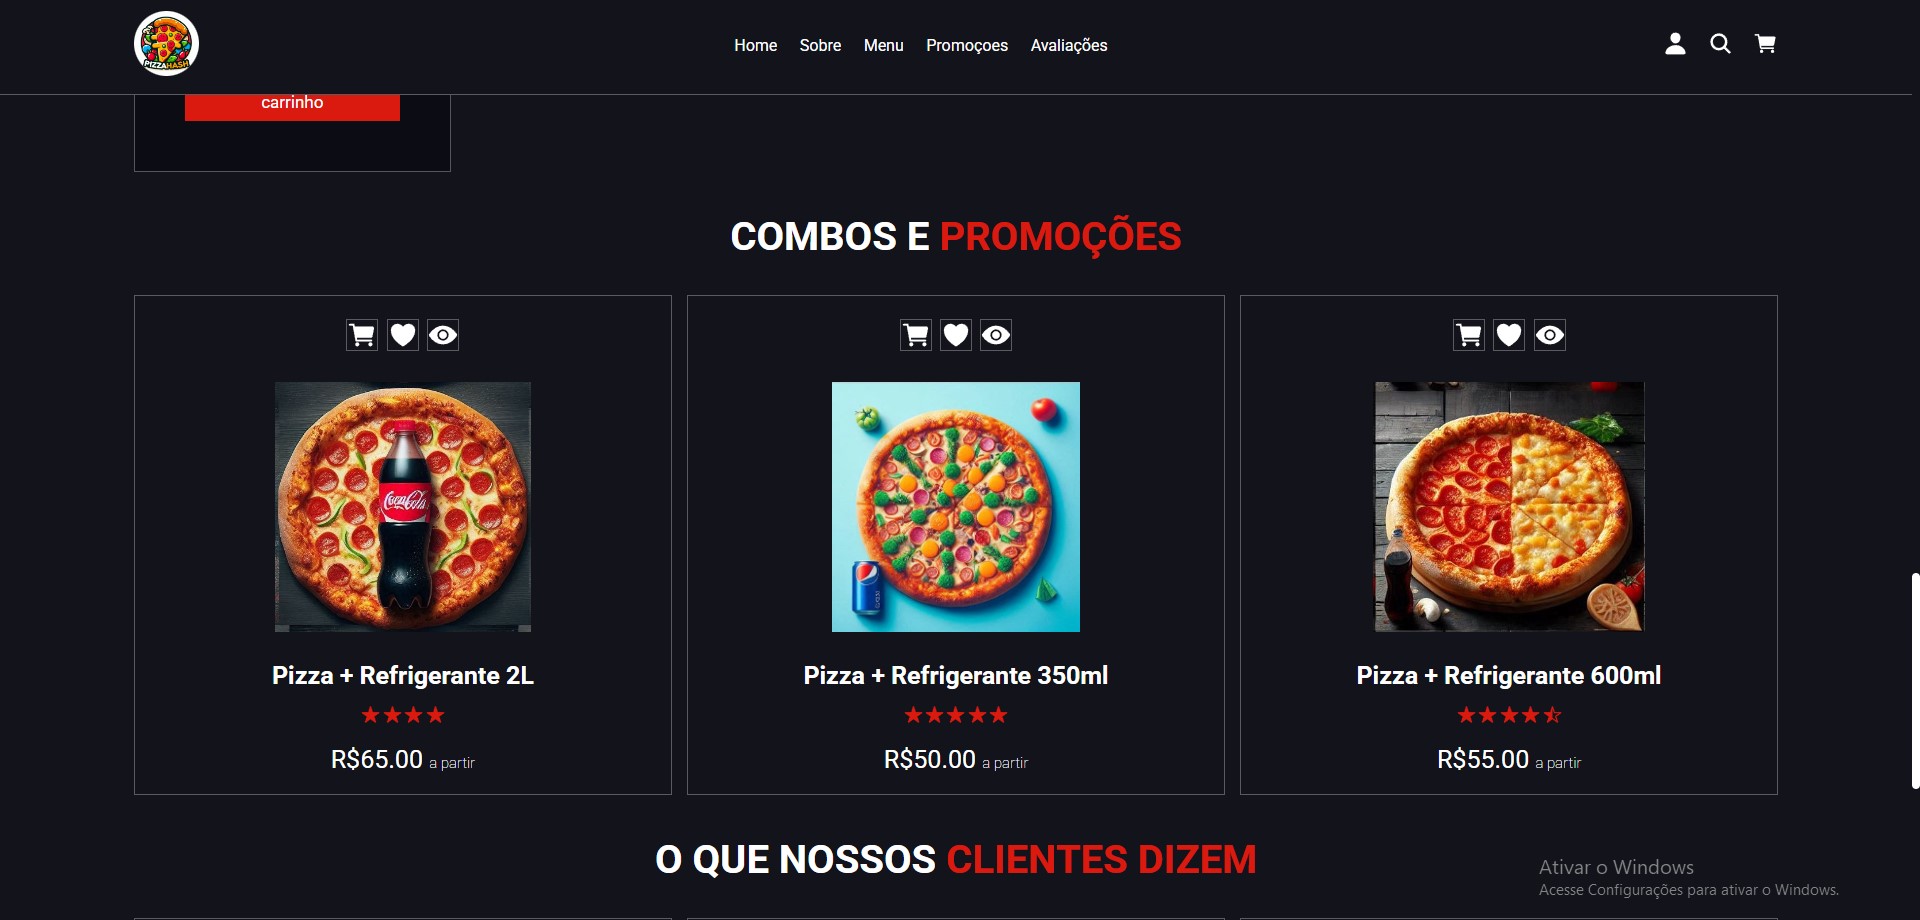 PIZZAHASH
Home Sobre Menu Promoçoes Avaliações
carrinho
COMBOS E PROMOÇÕES
Coca-Cola
Pizza + Refrigerante 2L
R$65.00 a partir
Pizza + Refrigerante 350ml
R$50.00 a partir
Pizza + Refrigerante 600ml
R$55.00 a partir
O QUE NOSSOS CLIENTES DIZEM
Ativar o Windows
Acesse Configurações para ativar o Windows.